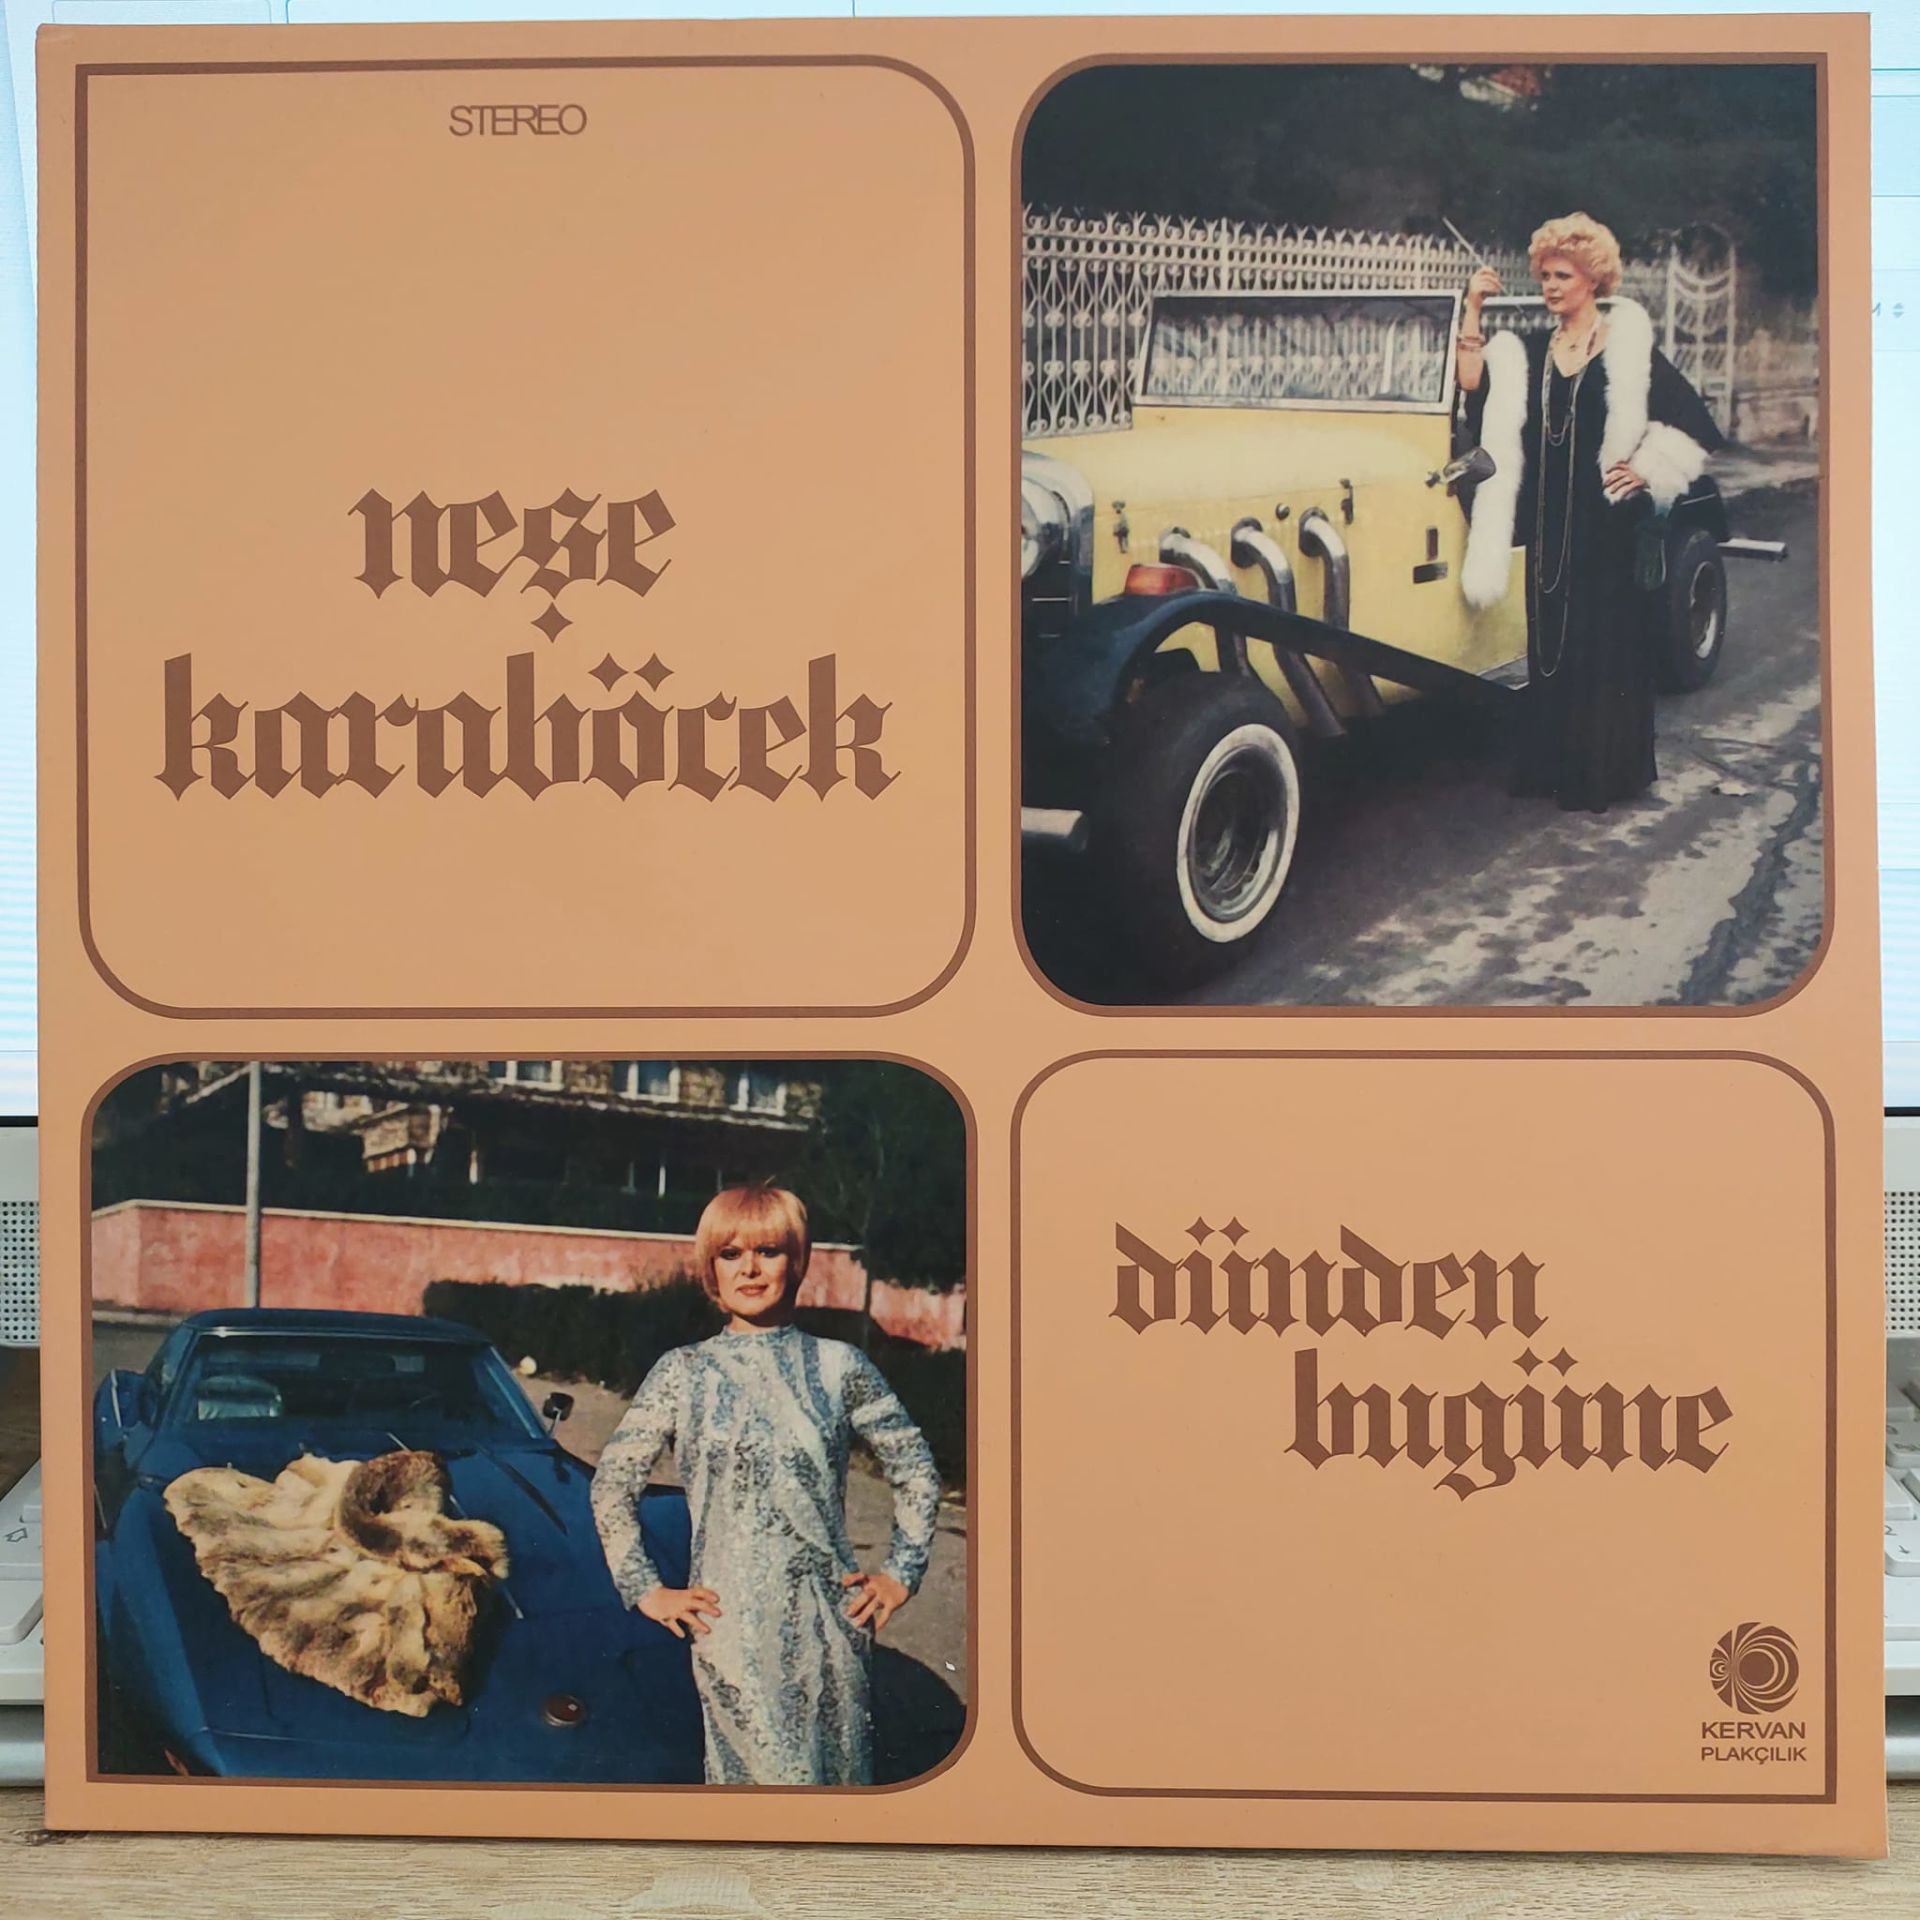 STEREO
neşe
karaböcek
dünden
bugüne
KERVAN
PLAKÇILIK